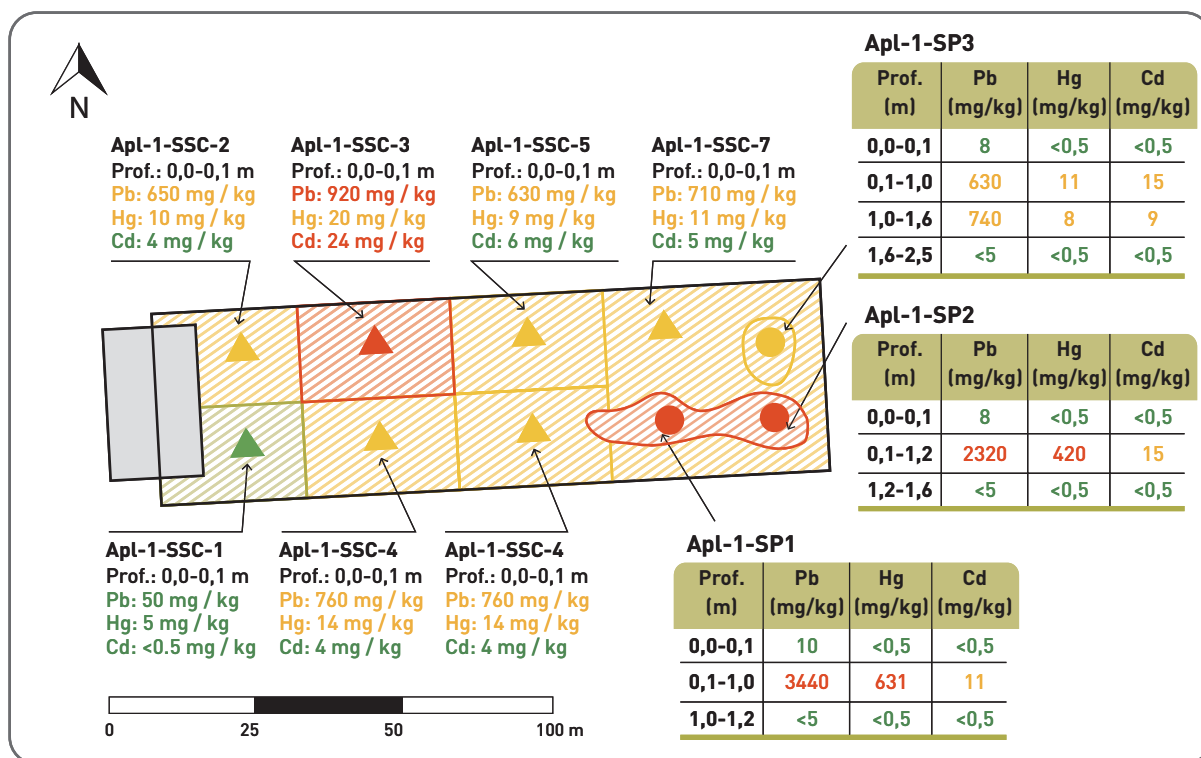 N
Apl-1-SSC-2
Prof.: 0,0-0,1 m
Pb: 650 mg / kg
Hg: 10 mg / kg
Cd: 4 mg / kg
Apl-1-SSC-3
Prof.: 0,0-0,1 m
Pb: 920 mg / kg
Hg: 20 mg / kg
Cd: 24 mg / kg
Apl-1-SSC-5
Prof.: 0,0-0,1 m
Pb: 630 mg / kg
Hg: 9 mg / kg
Cd: 6 mg / kg
Apl-1-SSC-7
Prof.: 0,0-0,1 m
Pb: 710 mg / kg
Hg: 11 mg / kg
Cd: 5 mg / kg
Apl-1-SP3
Prof. (m) Pb (mg/kg) Hg (mg/kg) Cd (mg/kg)
0,0-0,1 8 <0,5 <0,5
0,1-1,0 630 11 15
1,0-1,6 740 8 9
1,6-2,5 <5 <0,5 <0,5
Apl-1-SP2
Prof. (m) Pb (mg/kg) Hg (mg/kg) Cd (mg/kg)
0,0-0,1 8 <0,5 <0,5
0,1-1,2 2320 420 15
1,2-1,6 <5 <0,5 <0,5
Apl-1-SSC-1
Prof.: 0,0-0,1 m
Pb: 50 mg / kg
Hg: 5 mg / kg
Cd: <0.5 mg / kg
Apl-1-SSC-4
Prof.: 0,0-0,1 m
Pb: 760 mg / kg
Hg: 14 mg / kg
Cd: 4 mg / kg
Apl-1-SSC-4
Prof.: 0,0-0,1 m
Pb: 760 mg / kg
Hg: 14 mg / kg
Cd: 4 mg / kg
Apl-1-SP1
Prof. (m) Pb (mg/kg) Hg (mg/kg) Cd (mg/kg)
0,0-0,1 10 <0,5 <0,5
0,1-1,0 3440 631 11
1,0-1,2 <5 <0,5 <0,5
0 25 50 100 m